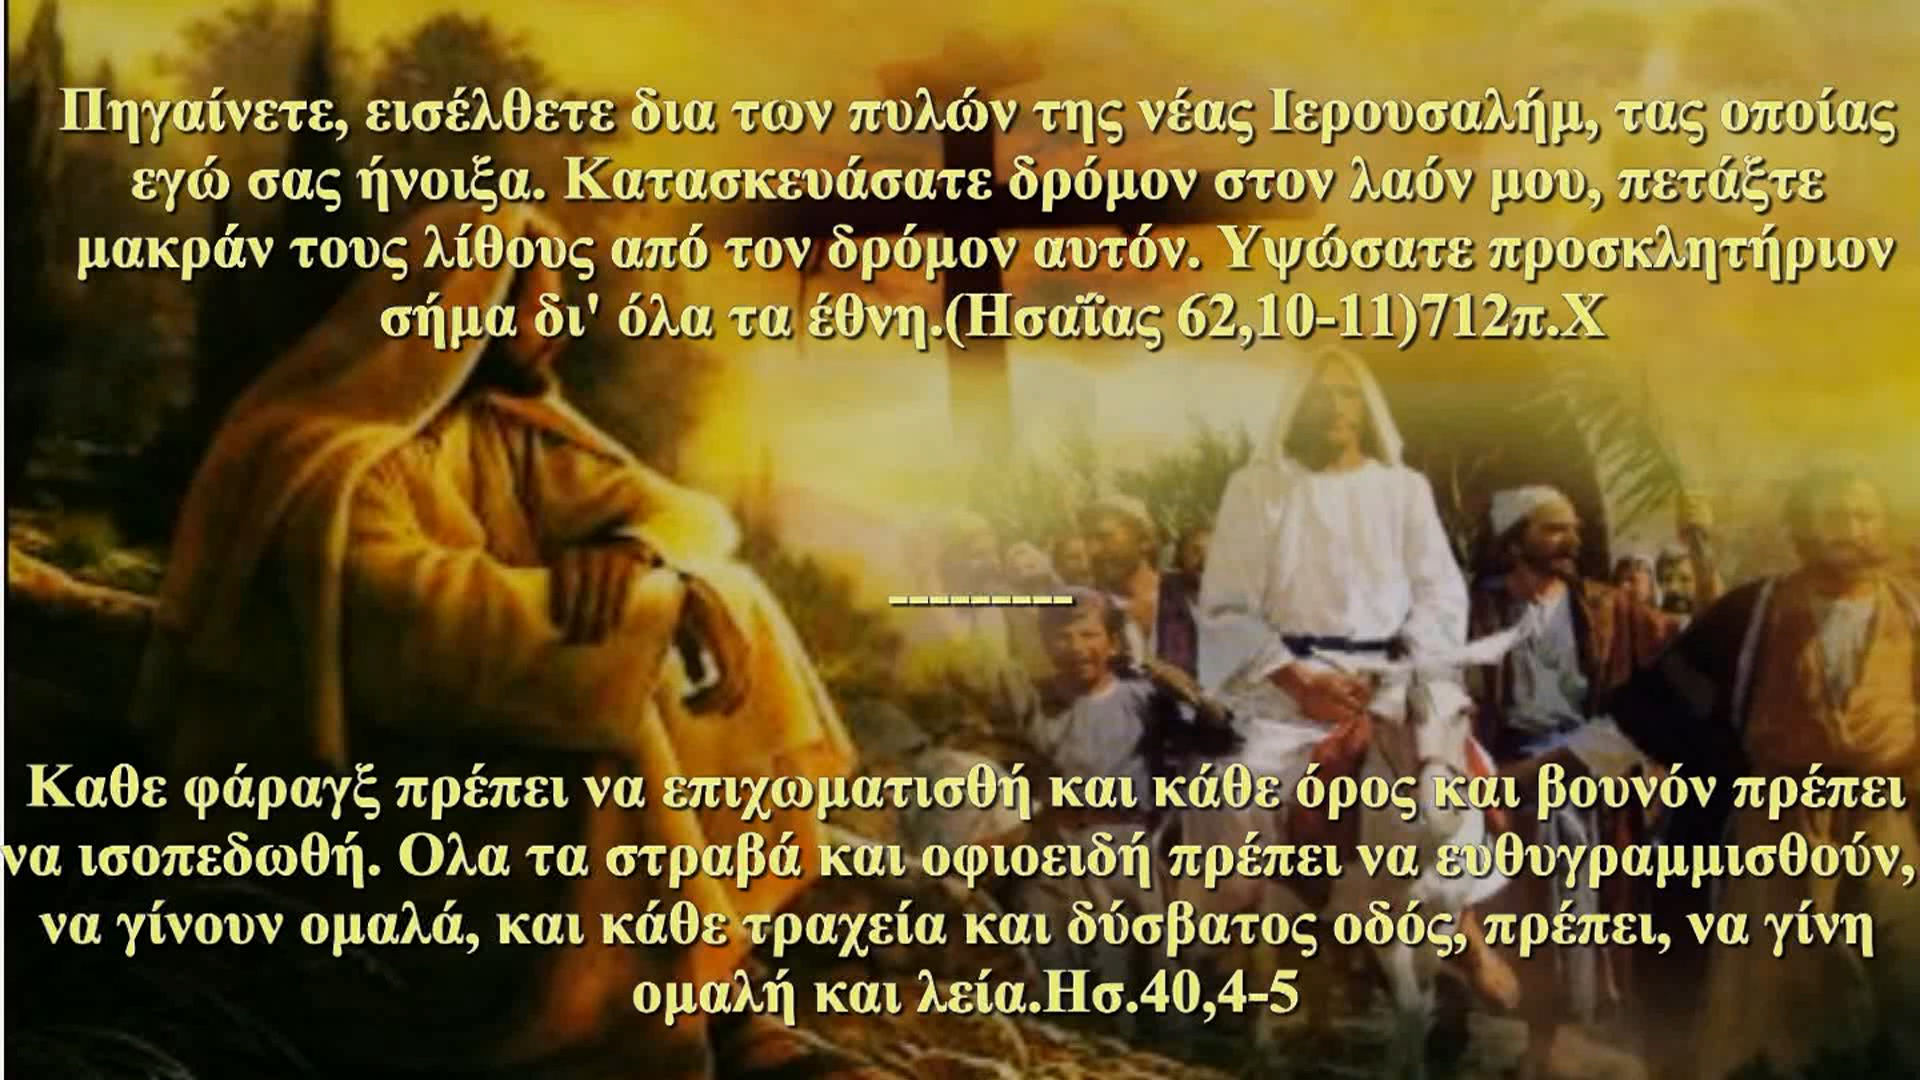 Πηγαίνετε, εισέλθετε δια των πυλών της νέας Ιερουσαλήμ, τας οποίας
εγώ σας ήνοιξα. Κατασκευάσατε δρόμον στον λαόν μου, πετάξτε
μακράν τους λίθους από τον δρόμον αυτόν. Υψώσατε προσκλητήριον
σήμα δι' όλα τα έθνη.(Ησαΐας 62,10-11)712π.Χ
---------
Καθε φάραγξ πρέπει να επιχωματισθή και κάθε όρος και βουνόν πρέπει
να ισοπεδωθή. Ολα τα στραβά και οφιοειδή πρέπει να ευθυγραμμισθούν,
να γίνουν ομαλά, και κάθε τραχεία και δύσβατος οδός, πρέπει, να γίνη
ομαλή και λεία.Ησ.40,4-5